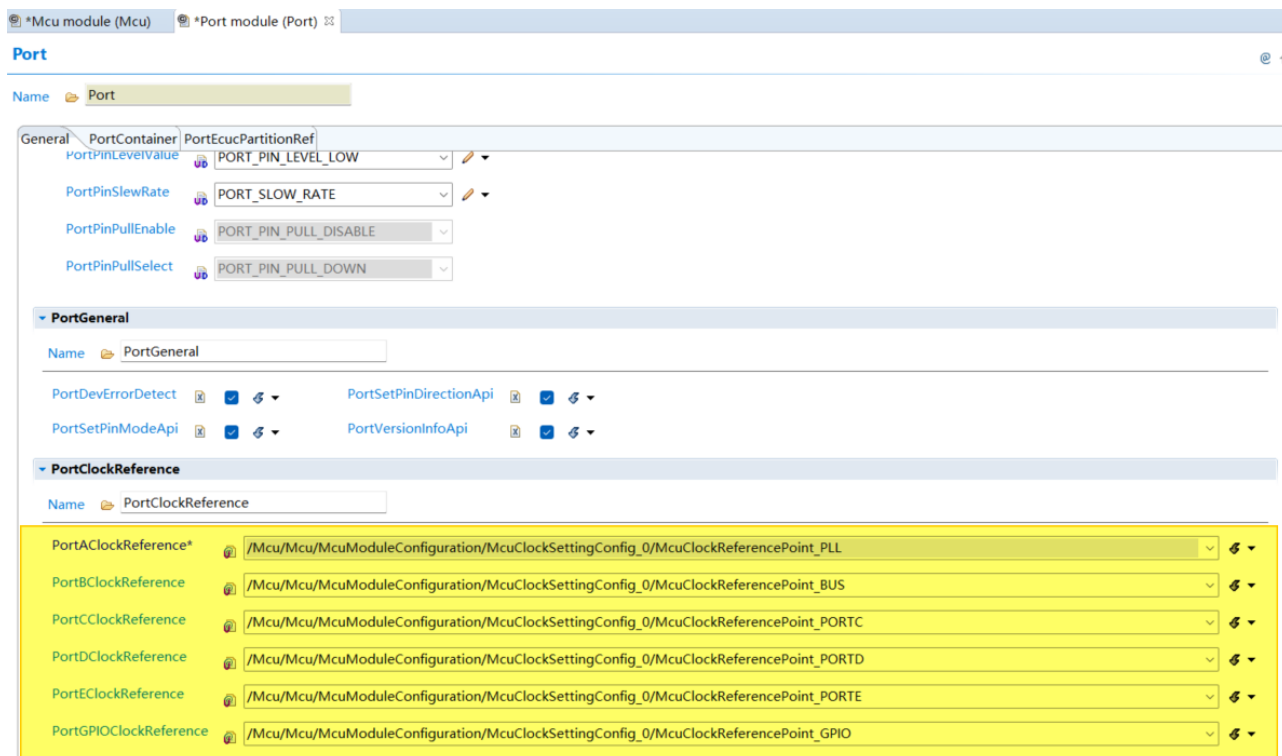 *Mcu module (Mcu) *Port module (Port)
Port
Name Port
General PortContainer PortEcucPartitionRef
PortPinLevelValue PORT_PIN_LEVEL_LOW
PortPinSlewRate PORT_SLOW_RATE
PortPinPullEnable PORT_PIN_PULL_DISABLE
PortPinPullSelect PORT_PIN_PULL_DOWN
PortGeneral
Name PortGeneral
PortDevErrorDetect PortSetPinDirectionApi
PortSetPinModeApi PortVersionInfoApi
PortClockReference
Name PortClockReference
PortAClockReference* /Mcu/Mcu/McuModuleConfiguration/McuClockSettingConfig_0/McuClockReferencePoint_PLL
PortBClockReference /Mcu/Mcu/McuModuleConfiguration/McuClockSettingConfig_0/McuClockReferencePoint_BUS
PortCClockReference /Mcu/Mcu/McuModuleConfiguration/McuClockSettingConfig_0/McuClockReferencePoint_PORTC
PortDClockReference /Mcu/Mcu/McuModuleConfiguration/McuClockSettingConfig_0/McuClockReferencePoint_PORTD
PortEClockReference /Mcu/Mcu/McuModuleConfiguration/McuClockSettingConfig_0/McuClockReferencePoint_PORTE
PortGPIOClockReference /Mcu/Mcu/McuModuleConfiguration/McuClockSettingConfig_0/McuClockReferencePoint_GPIO